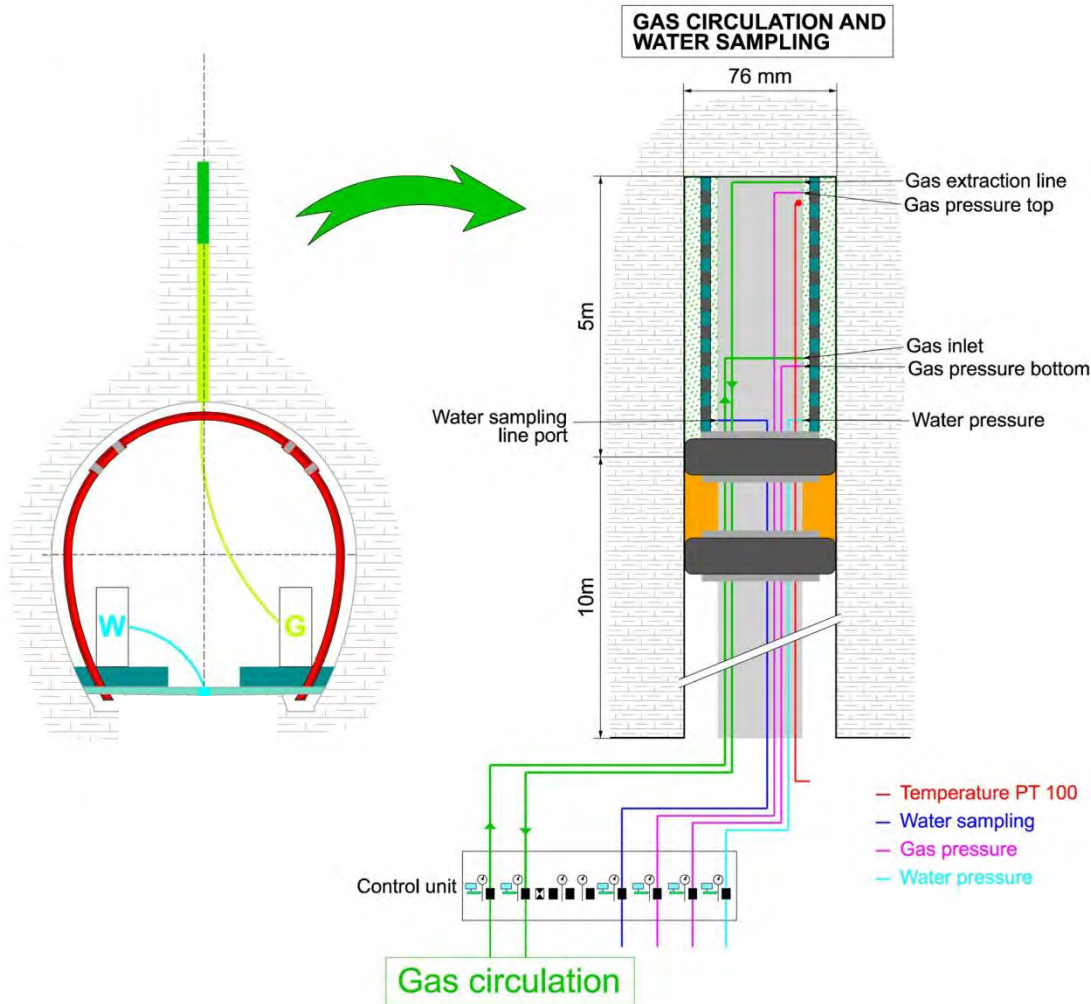 GAS CIRCULATION AND
WATER SAMPLING
76 mm
Gas extraction line
Gas pressure top
5m
Gas inlet
Gas pressure bottom
Water sampling
line port
Water pressure
10m
W
G
Temperature PT 100
Water sampling
Gas pressure
Water pressure
Control unit
Gas circulation